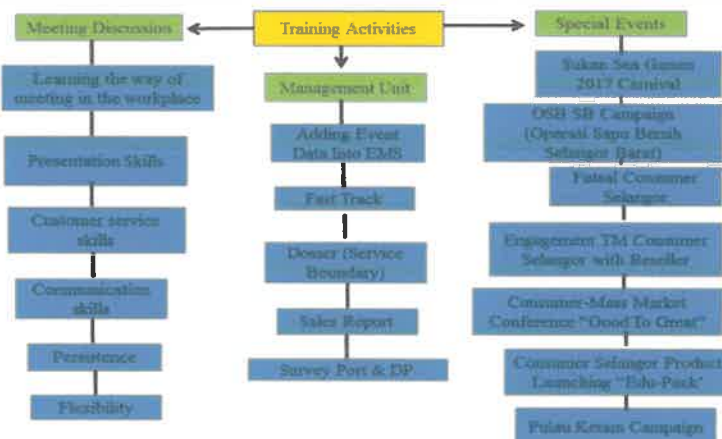 Training Activities
Meeting Discussion
Learning the way of
meeting in the workplace
Presentation Skills
Customer service
skills
Communication
skills
Persistence
Flexibility
Management Unit
Adding Event
Data Into EMS
Fast Track
Dosser (Service
Boundary)
Sales Report
Survey Port & DP
Special Events
Sukan Sea Games
2017 Carnival
OSB SB Campaign
(Operasi Sapu Bersih
Selangor Barat)
Futsal Consumer
Selangor
Engagement TM Consumer
Selangor with Reseller
Consumer-Mass Market
Conference "Good To Great"
Consumer Selangor Product
Launching "Edu-Pack"
Pulau Ketam Campaign